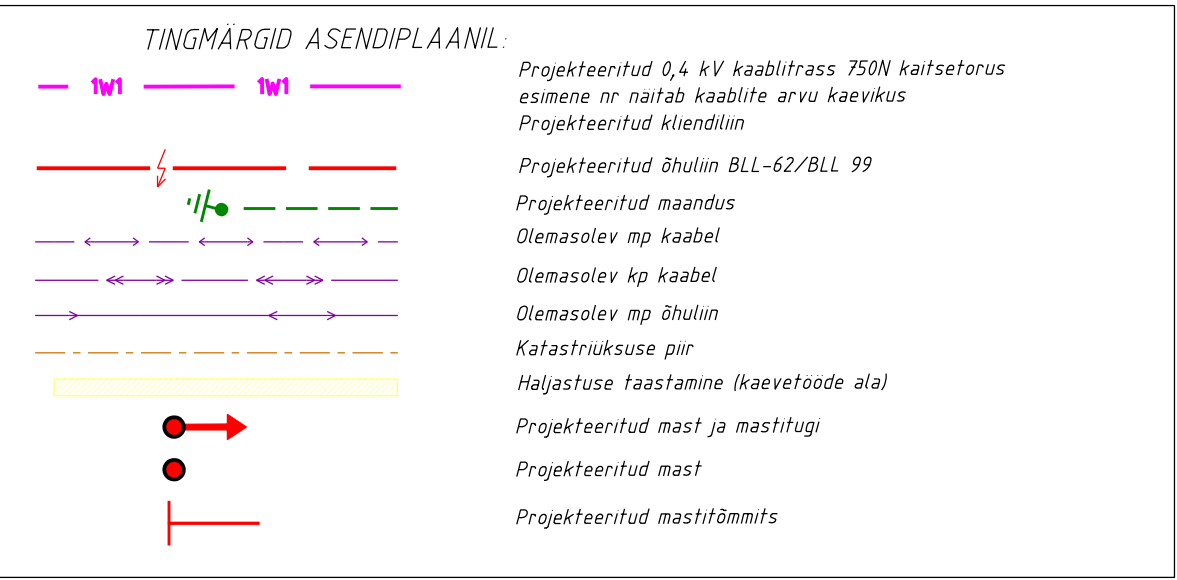 TINGMÄRGID ASENDIPLAANIL:
1W1 1W1
Projekteeritud 0,4 kV kaablitrass 750N kaitsetorus
esimene nr näitab kaablite arvu kaevikus
Projekteeritud kliendiliin
Projekteeritud õhuliin BLL-62/BLL 99
Projekteeritud maandus
Olemasolev mp kaabel
Olemasolev kp kaabel
Olemasolev mp õhuliin
Katastriüksuse piir
Haljastuse taastamine (kaevetööde ala)
Projekteeritud mast ja mastitugi
Projekteeritud mast
Projekteeritud mastitõmmits